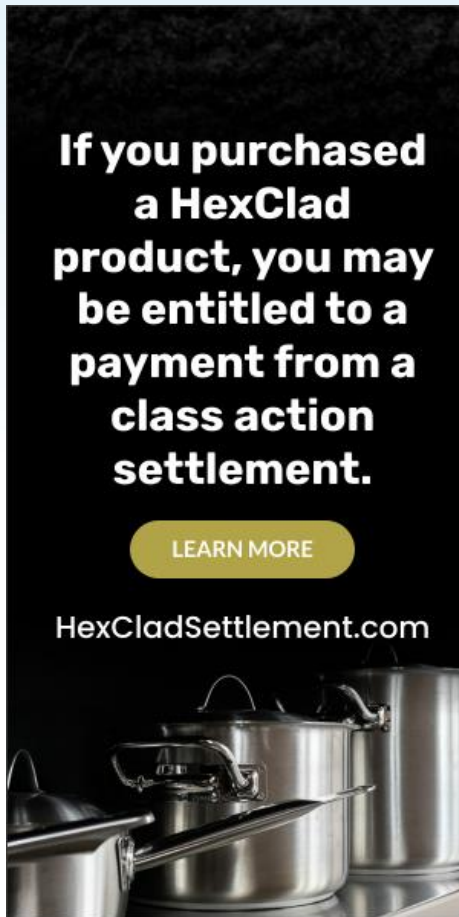 If you purchased
a HexClad
product, you may
be entitled to a
payment from a
class action
settlement.
LEARN MORE
HexCladSettlement.com